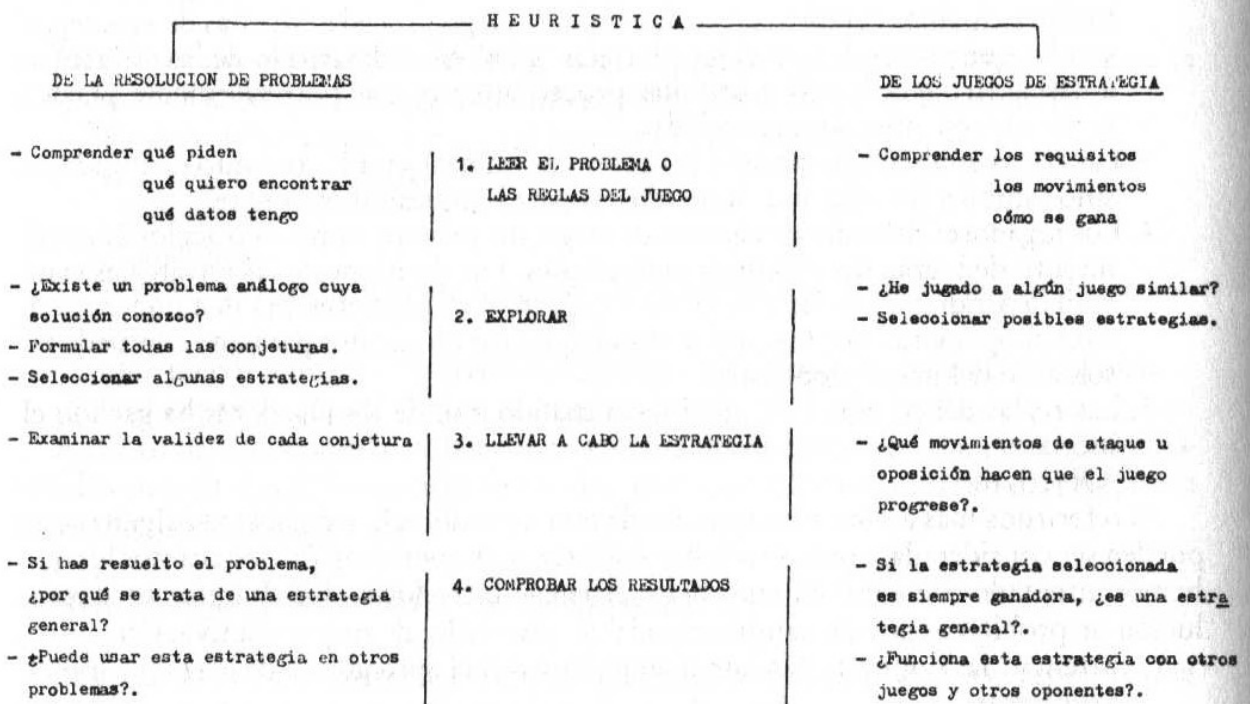 HEURISTICA
DE LA RESOLUCION DE PROBLEMAS
DE LOS JUEGOS DE ESTRATEGIA
- Comprender qué piden
qué quiero encontrar
qué datos tengo
1. LEER EL PROBLEMA O
LAS REGLAS DEL JUEGO
- Comprender los requisitos
los movimientos
cómo se gana
- ¿Existe un problema análogo cuya
solución conozco?
- Formular todas las conjeturas.
- Seleccionar algunas estrategias.
2. EXPLORAR
- ¿He jugado a algún juego similar?
- Seleccionar posibles estrategias.
- Examinar la validez de cada conjetura
3. LLEVAR A CABO LA ESTRATEGIA
- ¿Qué movimientos de ataque u
oposición hacen que el juego
progrese?.
- Si has resuelto el problema,
¿por qué se trata de una estrategia
general?
- ¿Puede usar esta estrategia en otros
problemas?.
4. COMPROBAR LOS RESULTADOS
- Si la estrategia seleccionada
es siempre ganadora, ¿es una estra
tegia general?.
- ¿Funciona esta estrategia con otros
juegos y otros oponentes?.